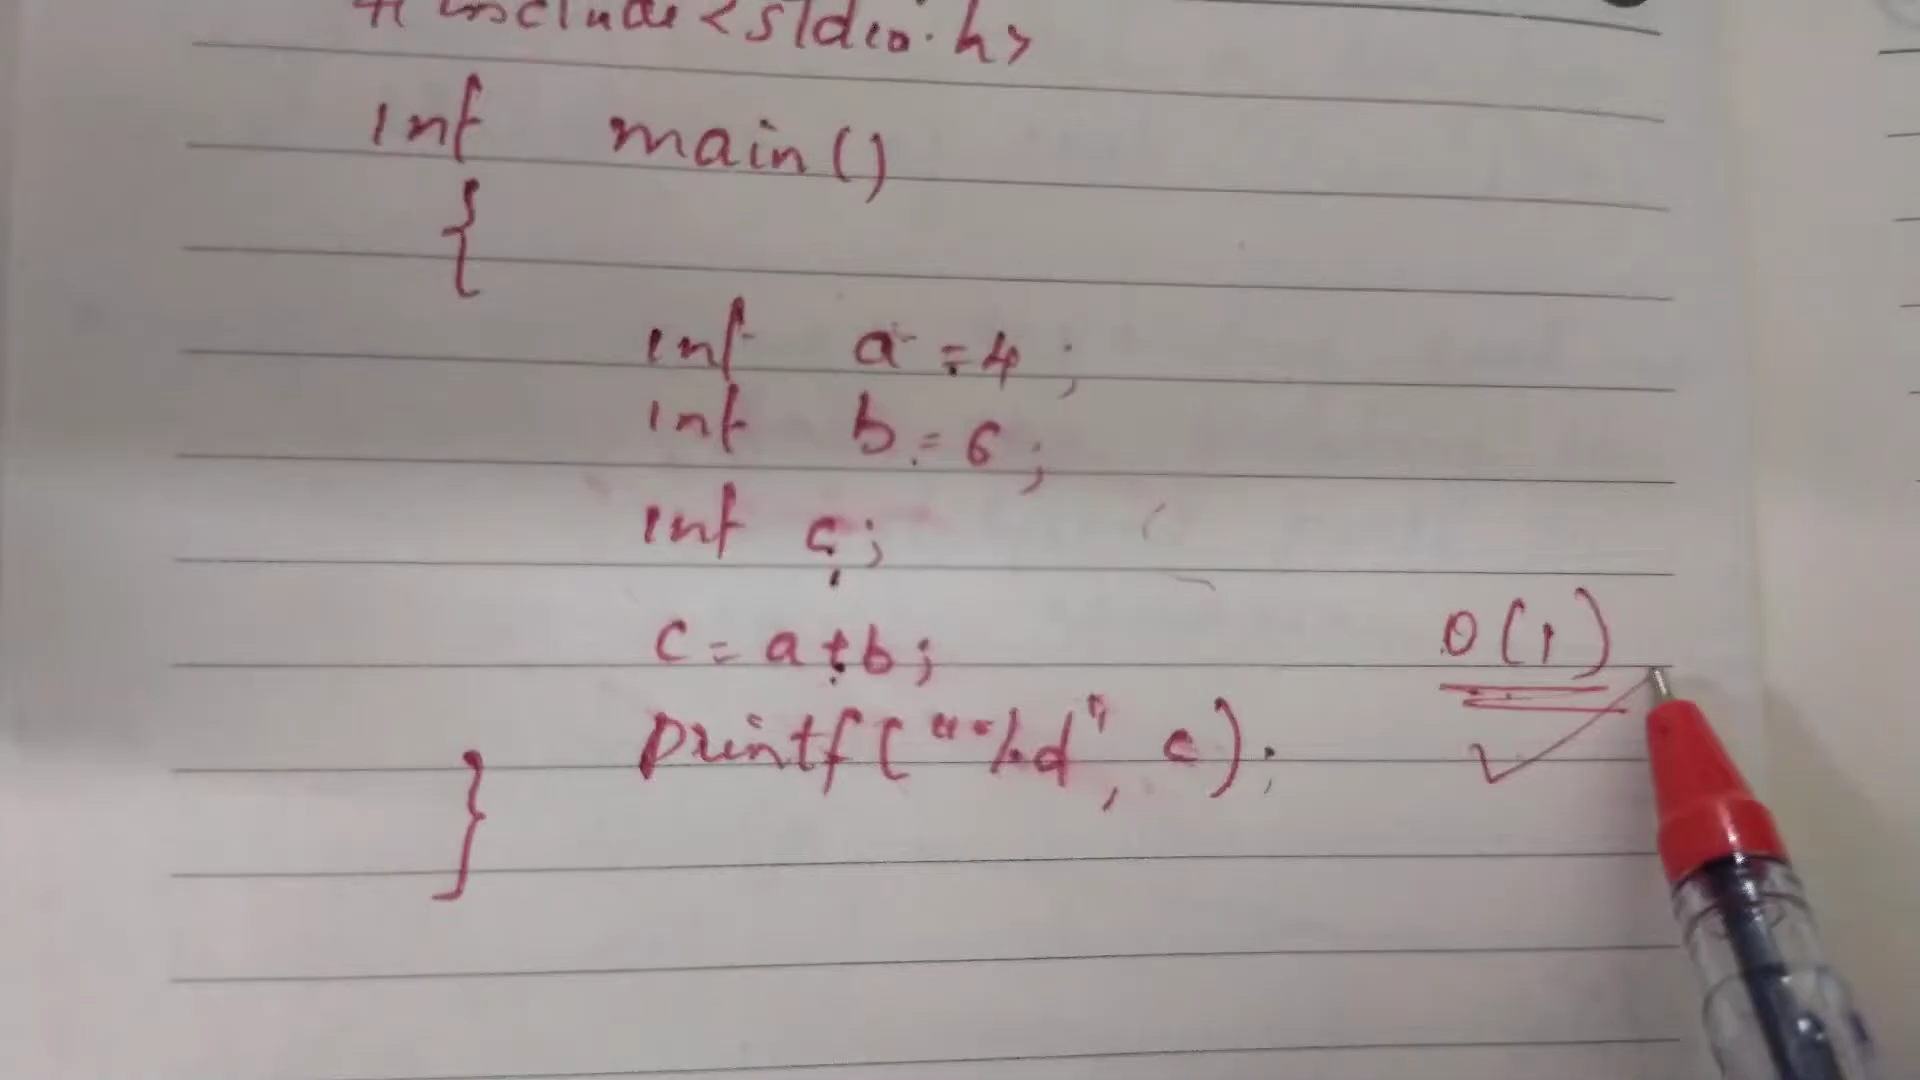 # include <stdio.h>
int main()
{
int a = 4;
int b = 6;
int c;
c = a + b;
O(1)
printf("%d", c);
}